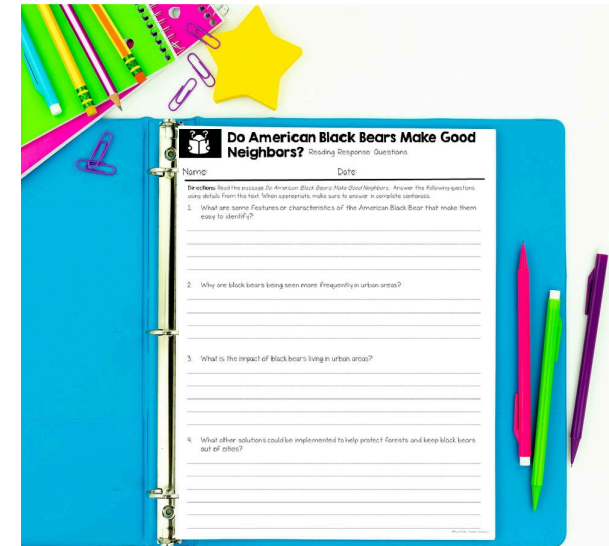 Do American Black Bears Make Good
Neighbors? Reading Response Questions
Name: Date:
Directions: Read the passage Do American Black Bears Make Good Neighbors. Answer the following questions
using details from the text. When appropriate, make sure to answer in complete sentences.
1. What are some features or characteristics of the American Black Bear that make them
easy to identify?
2. Why are black bears being seen more frequently in urban areas?
3. What is the impact of black bears living in urban areas?
4. What other solutions could be implemented to help protect forests and keep black bears
out of cities?